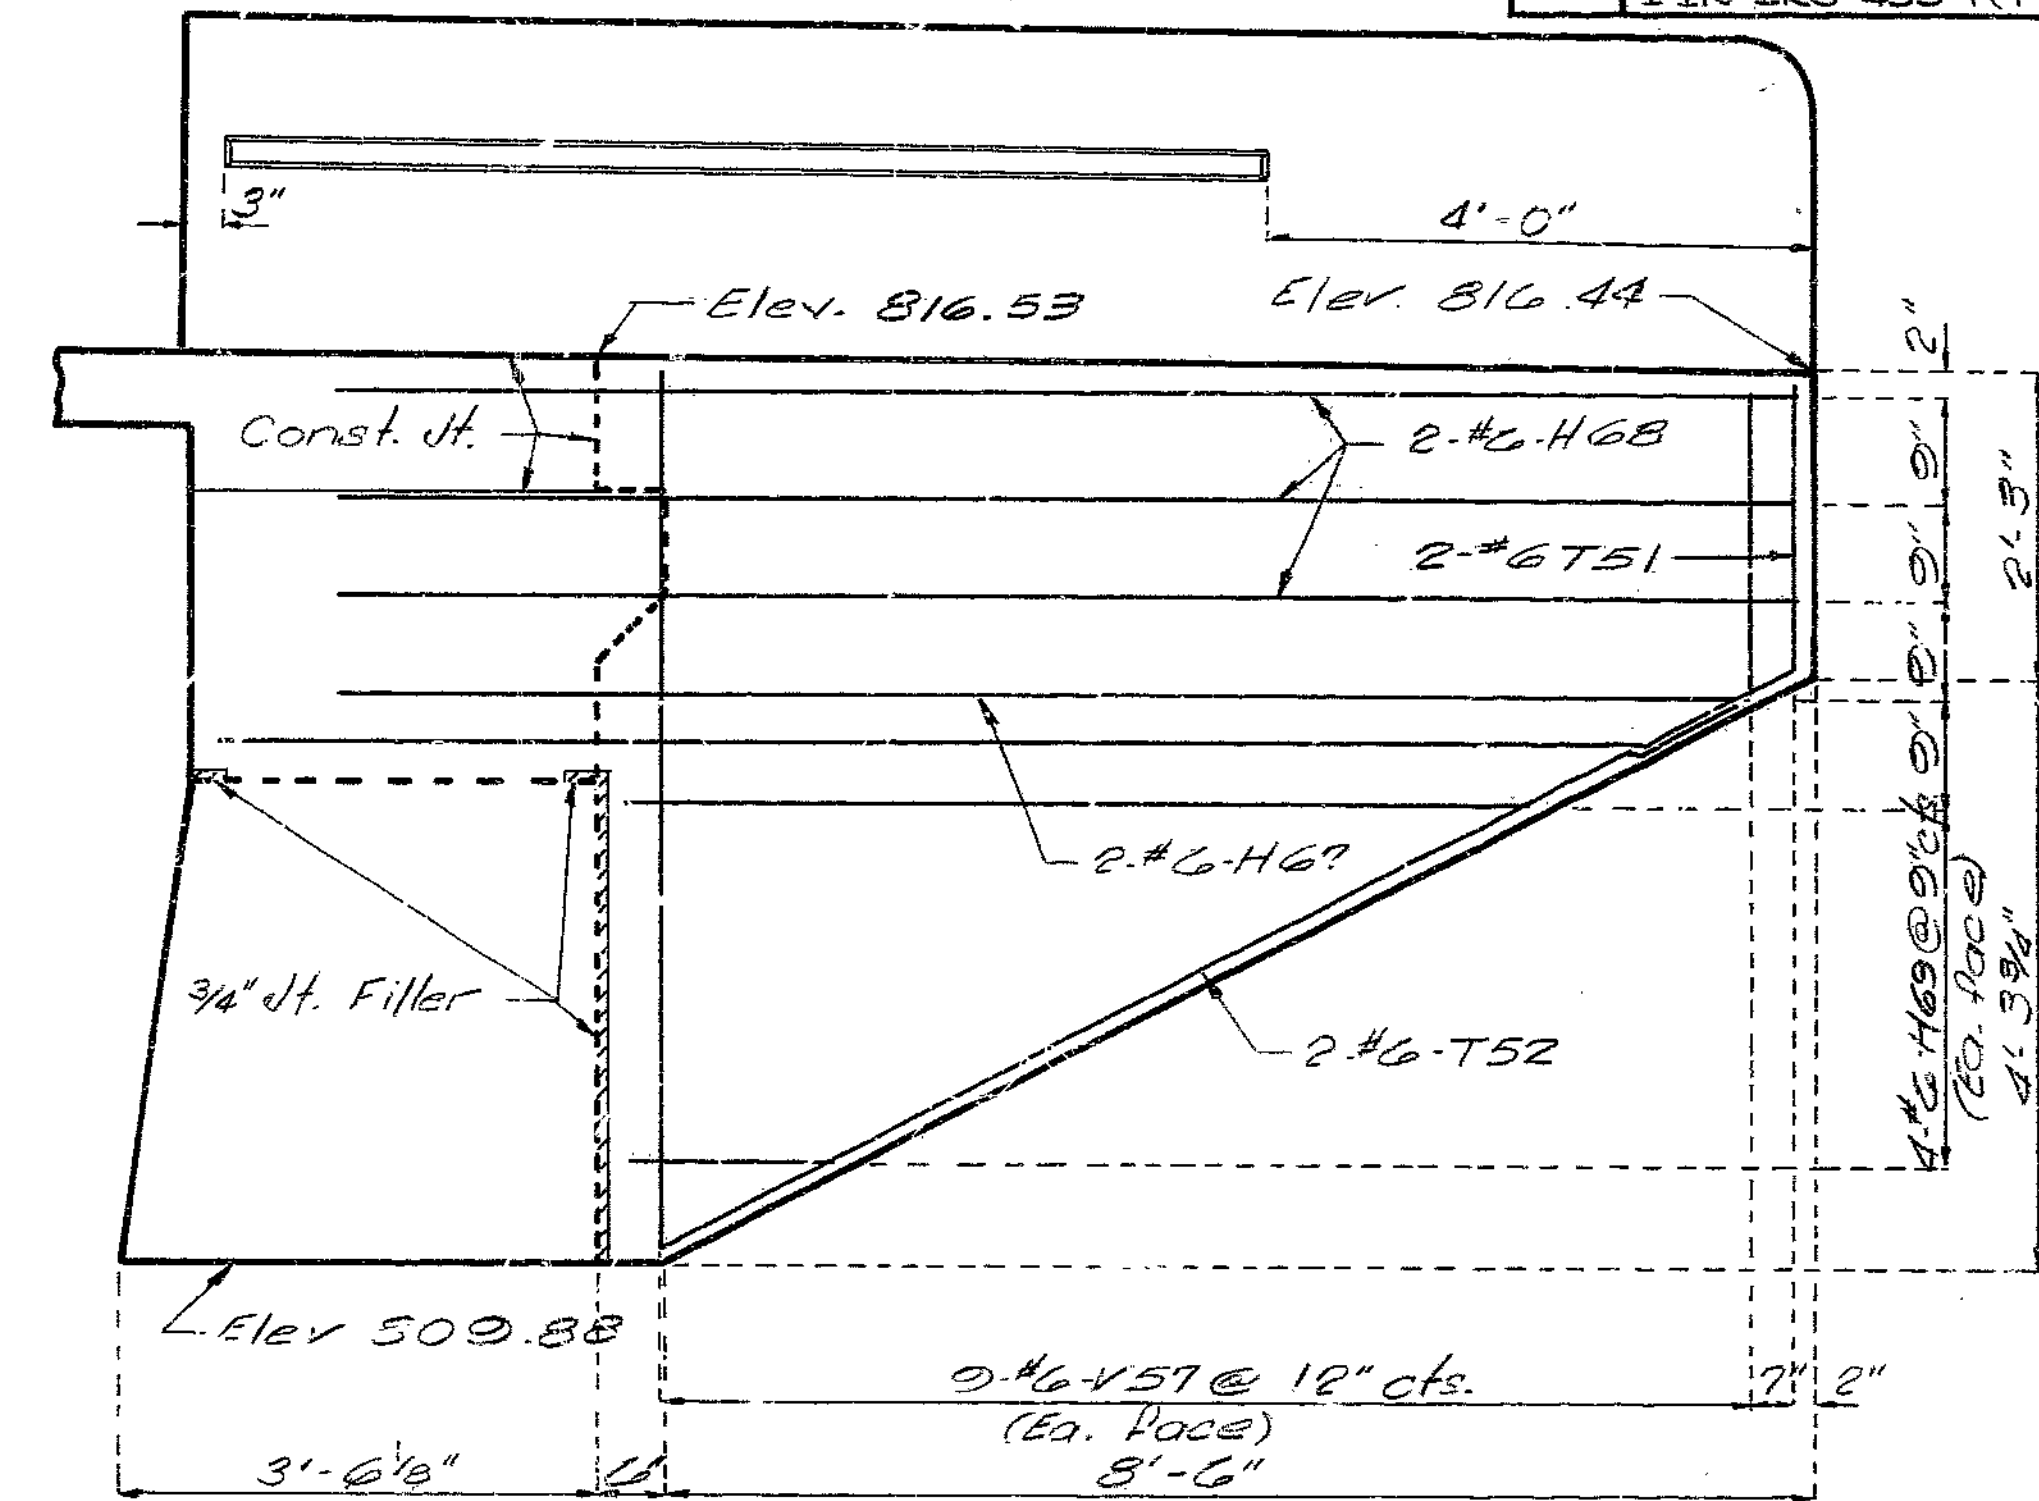 3"
4'-0"
Elev. 816.53
Elev. 816.44
2"
Const. Jt.
2-#6-H68
9"
2'-3"
2-#6T51
9"
9"
9"
2-#6-H67
4-#6-H69@9"cts
(Ea. face)
4'-3 3/4"
3/4" Jt. Filler
2-#6-T52
Elev 809.88
9-#6-V57@ 12" cts.
(Ea. face)
7"
2"
3'-6 1/8"
6"
8'-6"